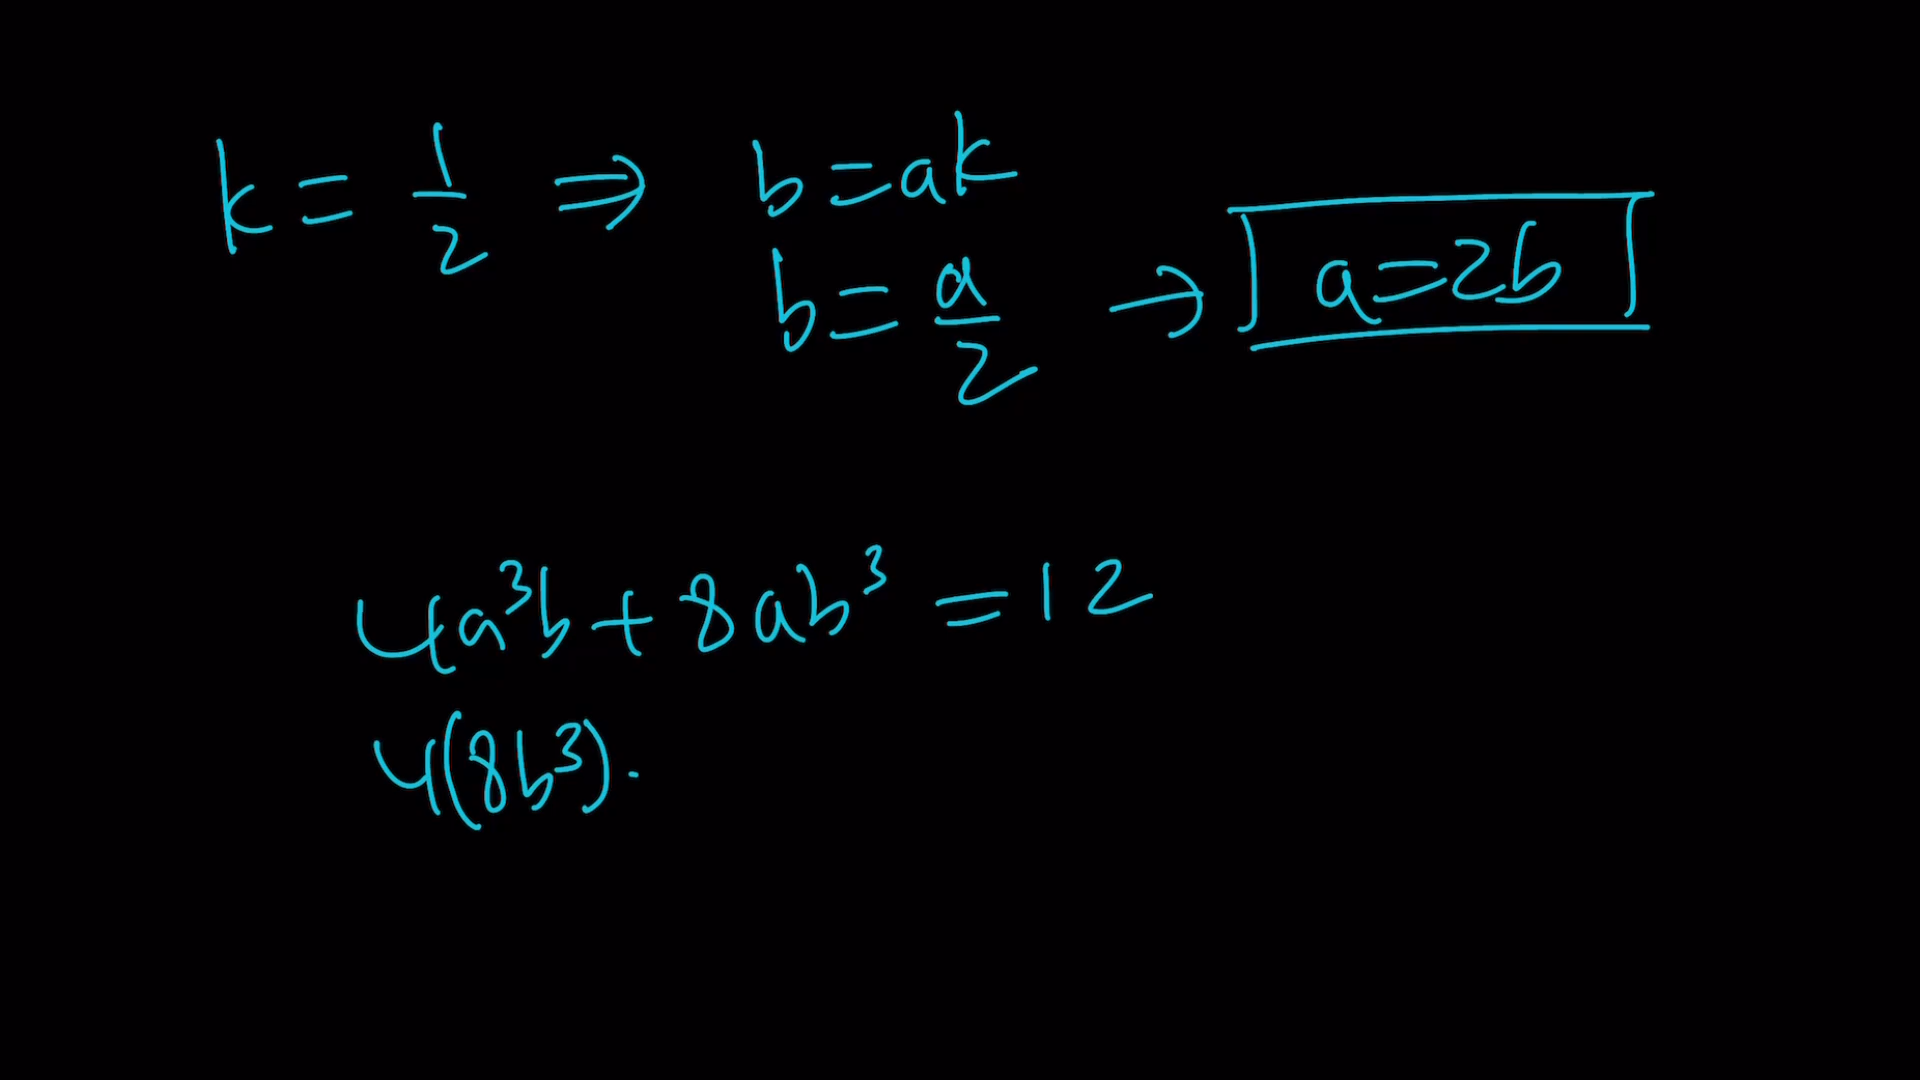 k = 1/2 ⇒ b = ak
b = a/2 → a = 2b
4a³b + 8ab³ = 12
4(8b³).